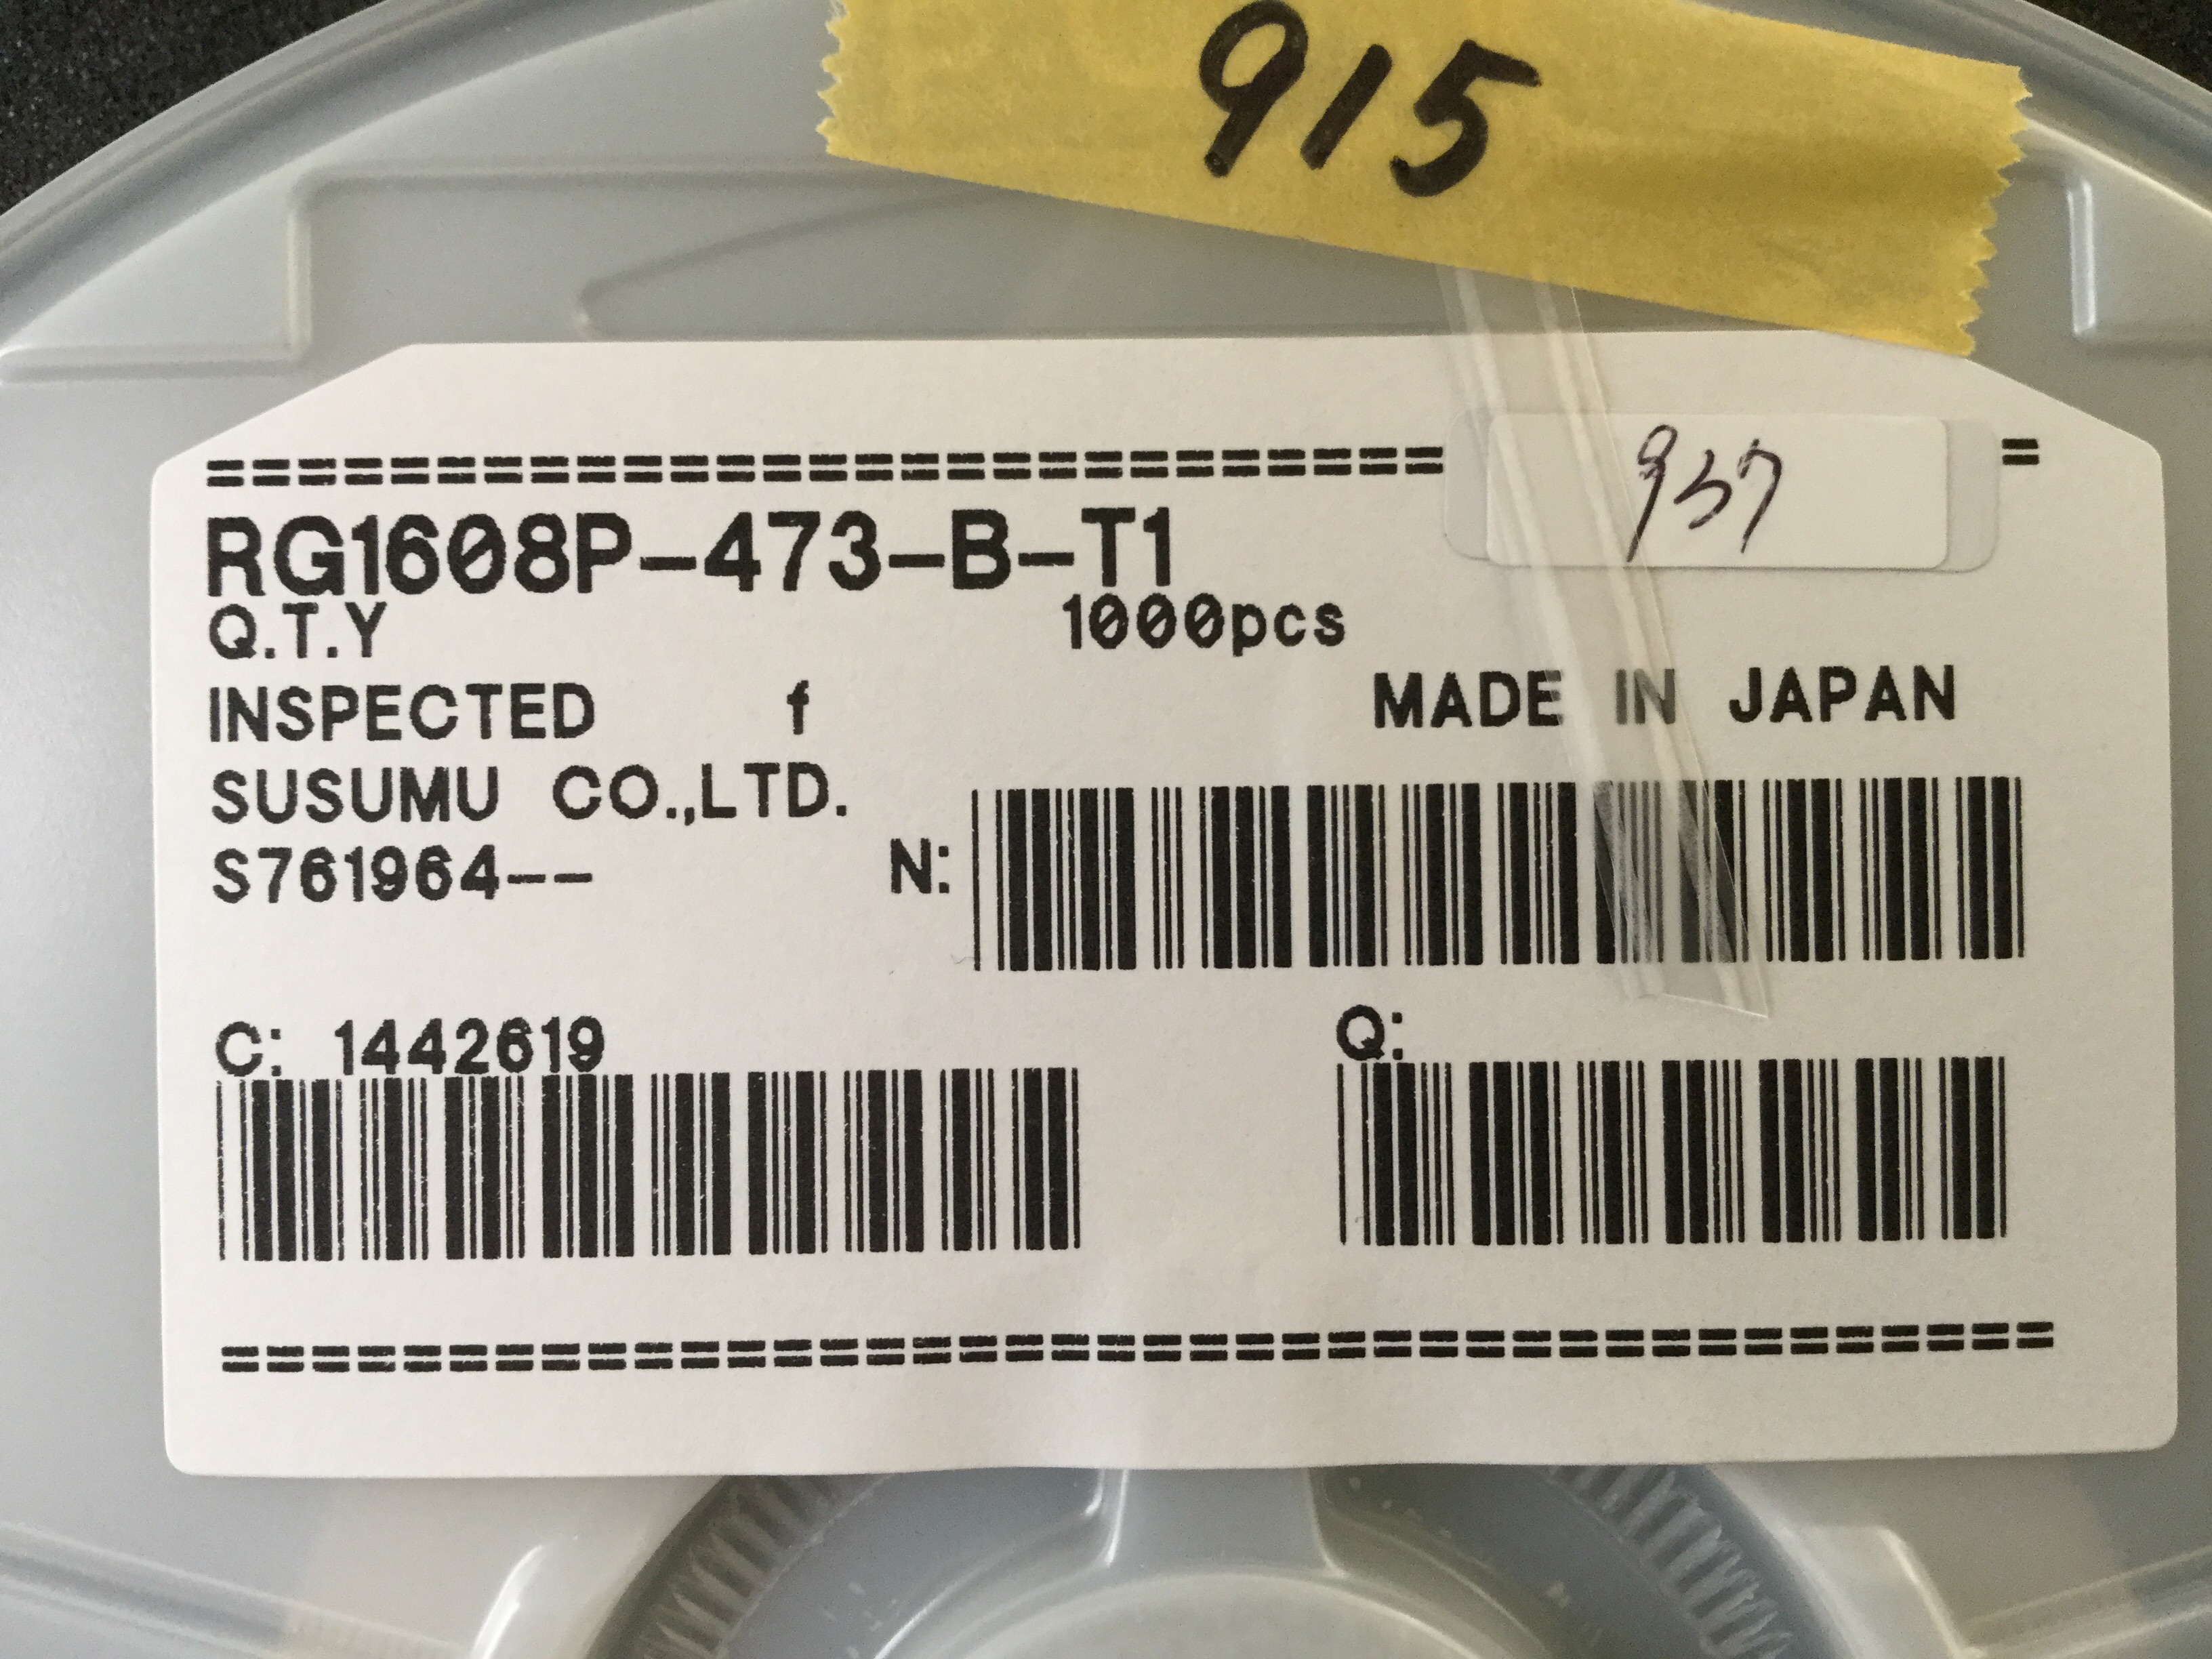 915
==============================
937
=
RG1608P-473-B-T1
Q.T.Y 1000pcs
INSPECTED f MADE IN JAPAN
SUSUMU CO.,LTD.
S761964-- N:
C: 1442619 Q:
========================================